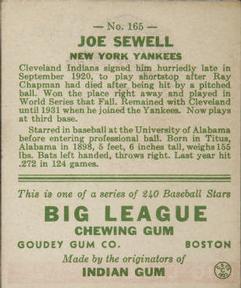 — No. 165 —
JOE SEWELL
NEW YORK YANKEES
Cleveland Indians signed him hurriedly late in
September 1920, to play shortstop after Ray
Chapman had died after being hit by a pitched
ball. Won the place right away and played in
World Series that Fall. Remained with Cleveland
until 1931 when he joined the Yankees. Now plays
at third base.
Starred in baseball at the University of Alabama
before entering professional ball. Born in Titus,
Alabama in 1898, 5 feet, 6 inches tall, weighs 155
lbs. Bats left handed, throws right. Last year hit
.272 in 124 games.
This is one of a series of 240 Baseball Stars
BIG LEAGUE
CHEWING GUM
GOUDEY GUM CO. BOSTON
Made by the originators of
INDIAN GUM